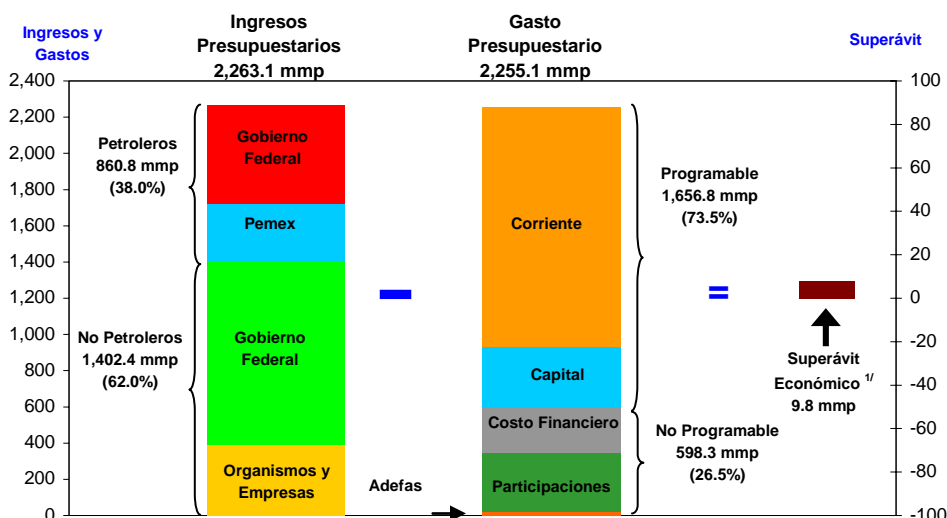 Ingresos y
Gastos
Ingresos
Presupuestarios
2,263.1 mmp
Gasto
Presupuestario
2,255.1 mmp
Superávit
2,400
2,200
2,000
1,800
1,600
1,400
1,200
1,000
800
600
400
200
0
Petroleros
860.8 mmp
(38.0%)
No Petroleros
1,402.4 mmp
(62.0%)
Gobierno
Federal
Pemex
Gobierno
Federal
Organismos y
Empresas
Adefas
Corriente
Capital
Costo Financiero
Participaciones
Programable
1,656.8 mmp
(73.5%)
No Programable
598.3 mmp
(26.5%)
Superávit
Económico 1/
9.8 mmp
100
80
60
40
20
0
-20
-40
-60
-80
-100